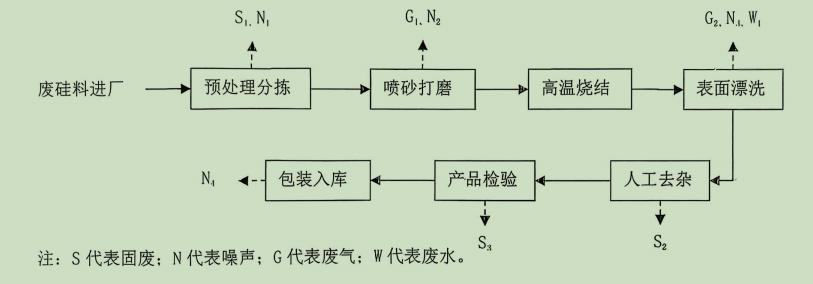 S₁、N₁
G₁、N₂
G₂、N₃、W₁
废硅料进厂
预处理分拣
喷砂打磨
高温烧结
表面漂洗
N₄
包装入库
产品检验
人工去杂
S₃
S₂
注：S代表固废；N代表噪声；G代表废气；W代表废水。